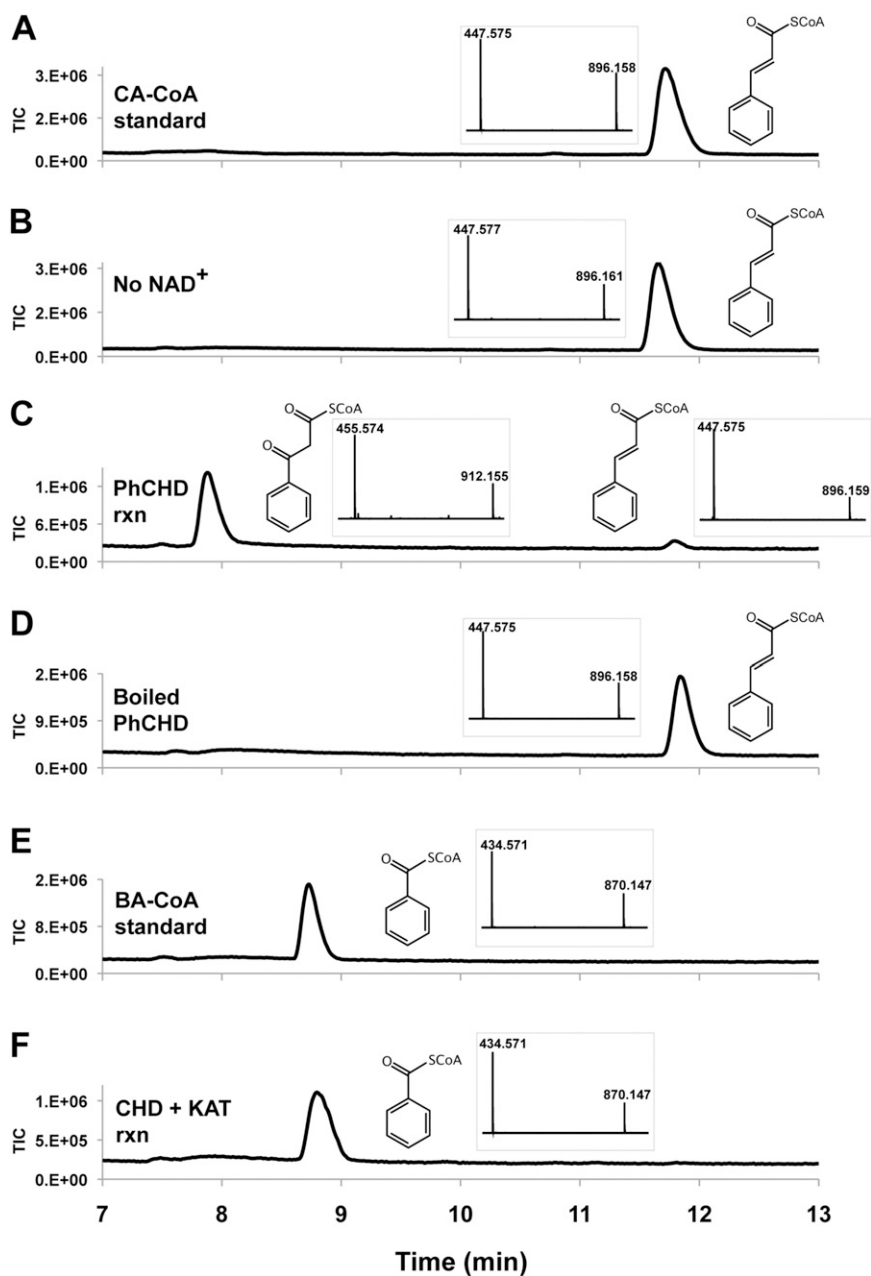 A
TIC
3.E+06
2.E+06
0.E+00
CA-CoA
standard
447.575
896.158
O
SCoA
B
TIC
3.E+06
2.E+06
0.E+00
No NAD+
447.577
896.161
O
SCoA
C
TIC
1.E+06
6.E+05
0.E+00
PhCHD
rxn
O
SCoA
O
455.574
912.155
O
SCoA
447.575
896.159
D
TIC
2.E+06
9.E+05
0.E+00
Boiled
PhCHD
447.575
896.158
O
SCoA
E
TIC
2.E+06
8.E+05
0.E+00
BA-CoA
standard
O
SCoA
434.571
870.147
F
TIC
1.E+06
5.E+05
0.E+00
CHD + KAT
rxn
O
SCoA
434.571
870.147
7 8 9 10 11 12 13
Time (min)